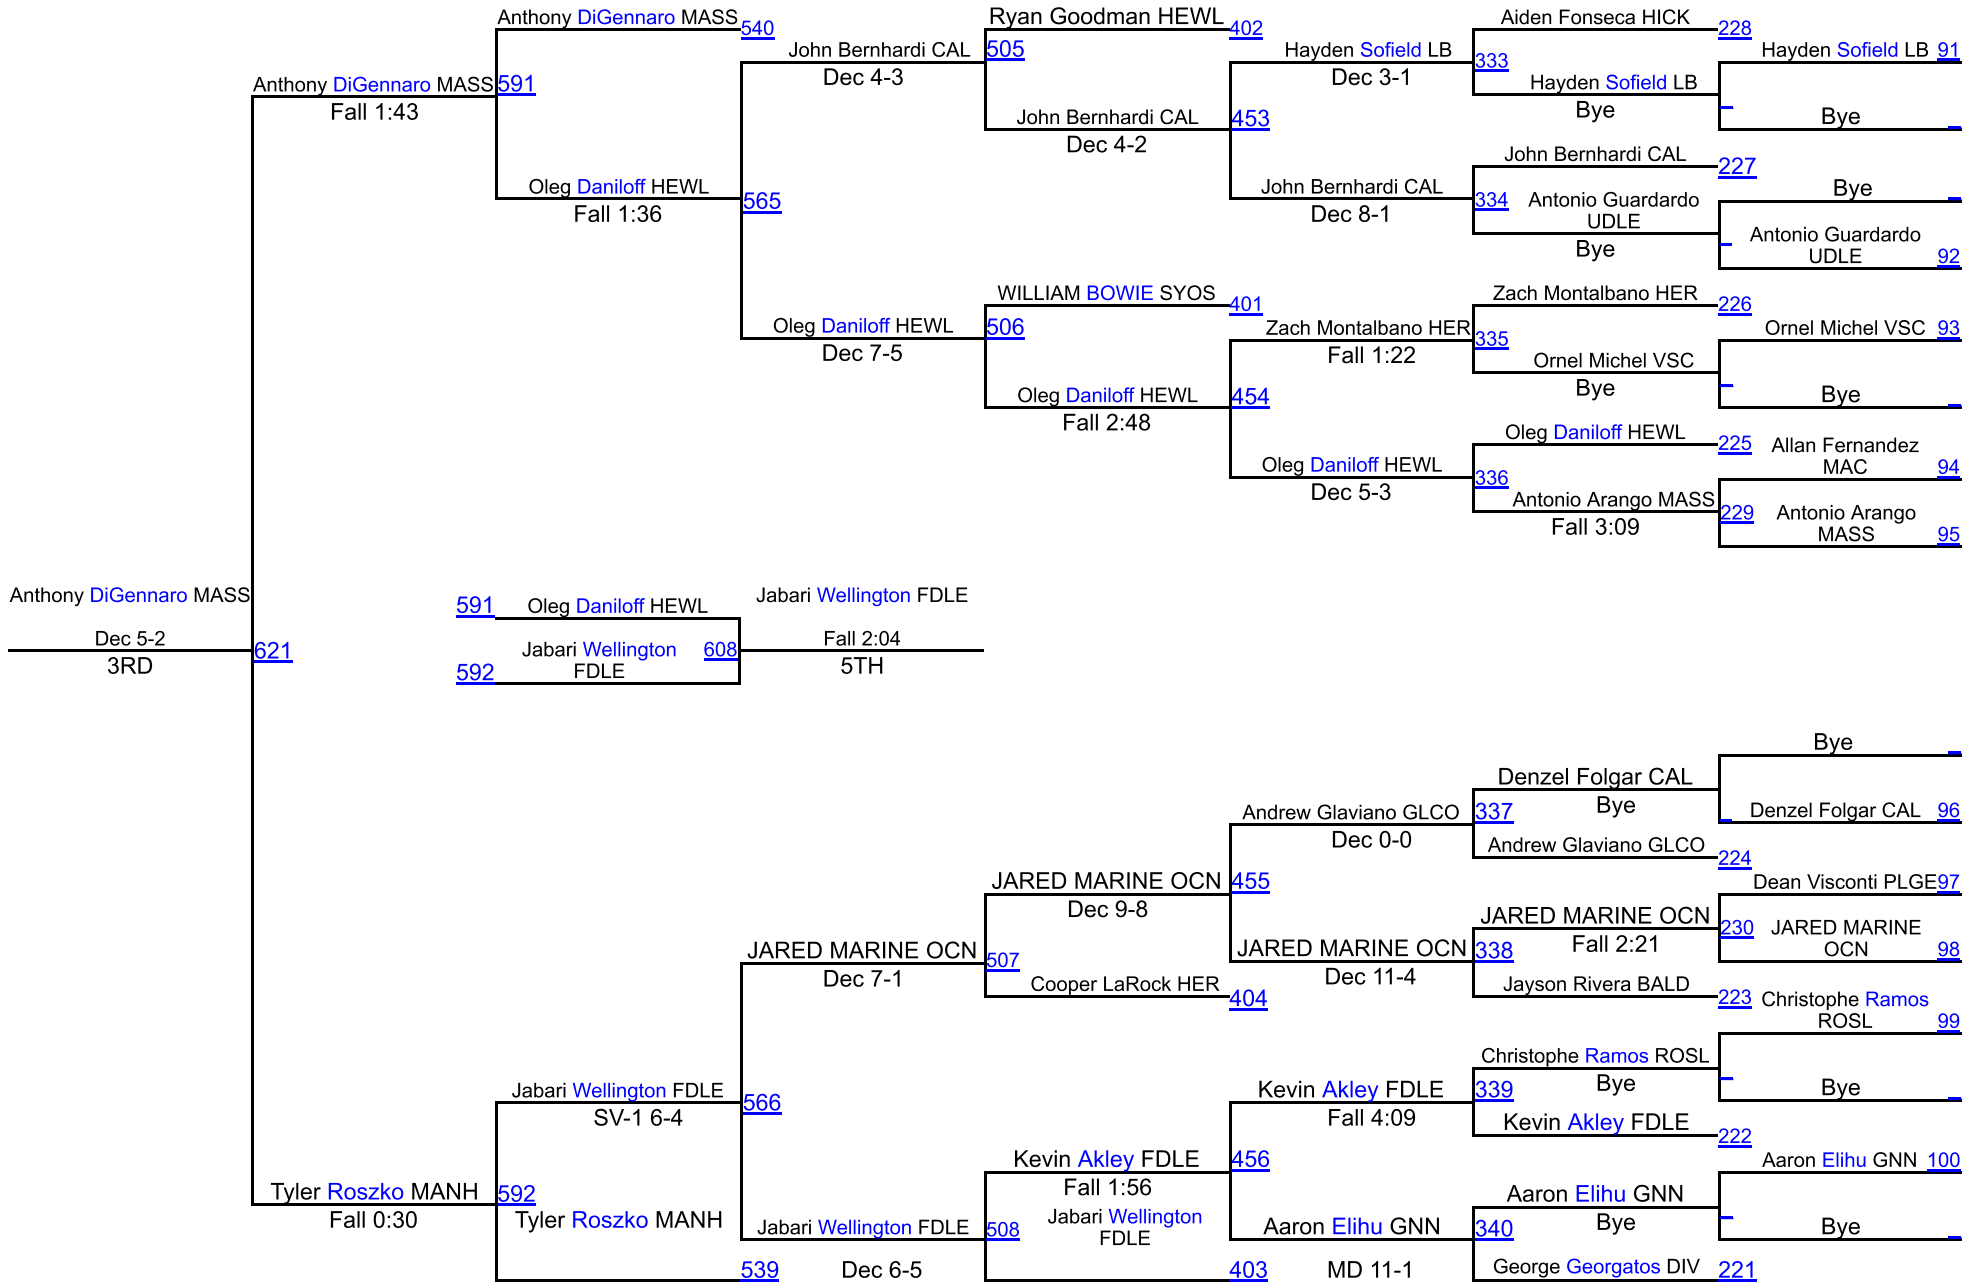 Anthony DiGennaro MASS
540
Ryan Goodman HEWL
402
Aiden Fonseca HICK
228
John Bernhardi CAL
505
Dec 4-3
Hayden Sofield LB
333
Dec 3-1
Hayden Sofield LB 91
Anthony DiGennaro MASS
591
Fall 1:43
Hayden Sofield LB
Bye
John Bernhardi CAL
453
Dec 4-2
Bye
John Bernhardi CAL
227
Oleg Daniloff HEWL
Fall 1:36
565
John Bernhardi CAL
334
Dec 8-1
Antonio Guardardo
UDLE
Bye
Bye
Antonio Guardardo
UDLE 92
WILLIAM BOWIE SYOS
401
Zach Montalbano HER
226
Oleg Daniloff HEWL
506
Dec 7-5
Zach Montalbano HER
335
Fall 1:22
Ornel Michel VSC 93
Ornel Michel VSC
Bye
Oleg Daniloff HEWL
454
Fall 2:48
Bye
Oleg Daniloff HEWL
225
Allan Fernandez
MAC 94
Oleg Daniloff HEWL
336
Dec 5-3
Antonio Arango MASS
229
Fall 3:09
Antonio Arango
MASS 95
Anthony DiGennaro MASS
Dec 5-2
621
3RD
591
Oleg Daniloff HEWL
Jabari Wellington
FDLE
608
592
Jabari Wellington FDLE
Fall 2:04
5TH
Bye
Denzel Folgar CAL
Bye
Andrew Glaviano GLCO
337
Dec 0-0
Denzel Folgar CAL 96
Andrew Glaviano GLCO
224
JARED MARINE OCN
455
Dec 9-8
Dean Visconti PLGE 97
JARED MARINE OCN
230
Fall 2:21
JARED MARINE
OCN 98
JARED MARINE OCN
507
Dec 7-1
JARED MARINE OCN
338
Dec 11-4
Cooper LaRock HER
404
Jayson Rivera BALD
223
Christophe Ramos
ROSL 99
Christophe Ramos ROSL
Bye
Jabari Wellington FDLE
566
SV-1 6-4
Kevin Akley FDLE
339
Fall 4:09
Bye
Kevin Akley FDLE
222
Kevin Akley FDLE
456
Fall 1:56
Aaron Elihu GNN 100
Tyler Roszko MANH
592
Fall 0:30
Tyler Roszko MANH
539
Jabari Wellington FDLE
508
Dec 6-5
Jabari Wellington
FDLE
403
Aaron Elihu GNN
340
MD 11-1
Aaron Elihu GNN
Bye
Bye
George Georgatos DIV
221